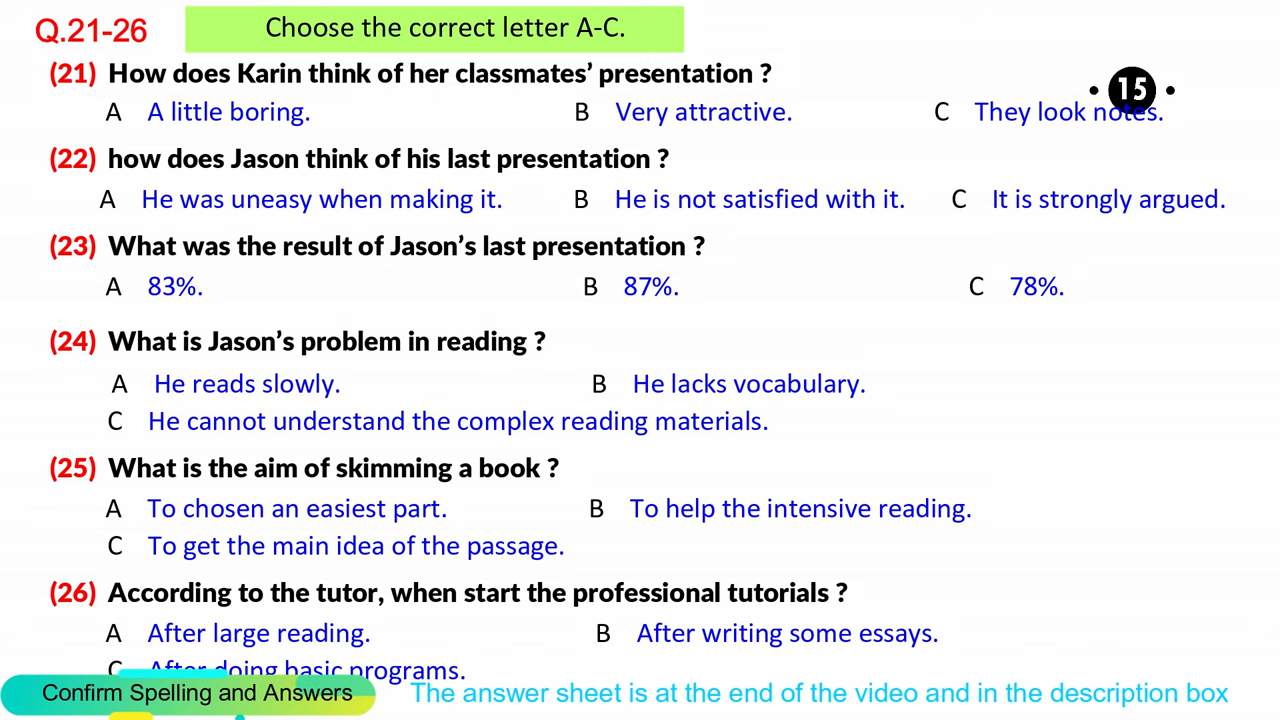 Q.21-26 Choose the correct letter A-C.
(21) How does Karin think of her classmates' presentation ?
• 15 •
A A little boring. B Very attractive. C They look notes.
(22) how does Jason think of his last presentation ?
A He was uneasy when making it. B He is not satisfied with it. C It is strongly argued.
(23) What was the result of Jason's last presentation ?
A 83%. B 87%. C 78%.
(24) What is Jason's problem in reading ?
A He reads slowly. B He lacks vocabulary.
C He cannot understand the complex reading materials.
(25) What is the aim of skimming a book ?
A To chosen an easiest part. B To help the intensive reading.
C To get the main idea of the passage.
(26) According to the tutor, when start the professional tutorials ?
A After large reading. B After writing some essays.
C After doing basic programs.
Confirm Spelling and Answers The answer sheet is at the end of the video and in the description box